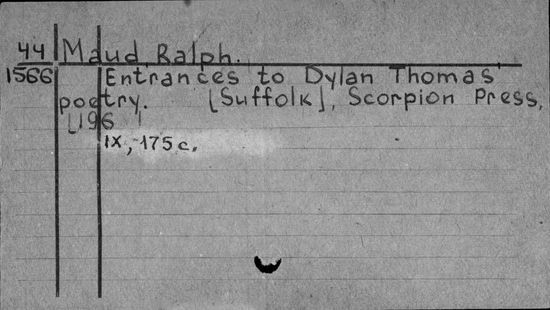 44 Maud, Ralph.
1566 Entrances to Dylan Thomas'
poetry. [Suffolk], Scorpion Press,
[196 ]
IX, 175 c.